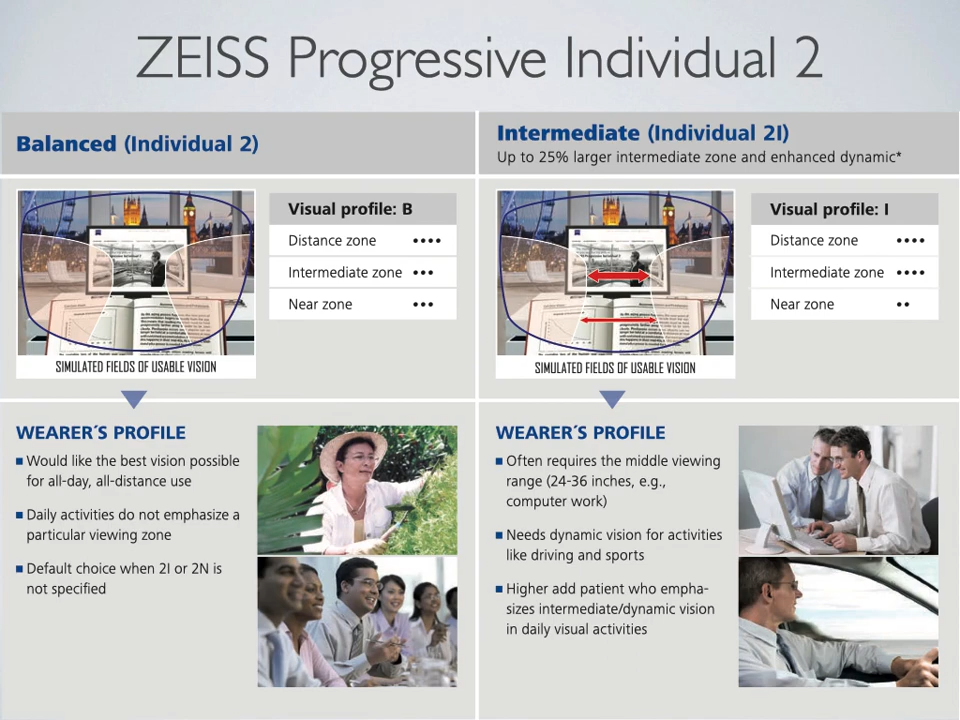 ZEISS Progressive Individual 2
Balanced (Individual 2)
Visual profile: B
Distance zone ••••
Intermediate zone •••
Near zone •••
SIMULATED FIELDS OF USABLE VISION
WEARER´S PROFILE
Would like the best vision possible
for all-day, all-distance use
Daily activities do not emphasize a
particular viewing zone
Default choice when 2I or 2N is
not specified
Intermediate (Individual 2I)
Up to 25% larger intermediate zone and enhanced dynamic*
Visual profile: I
Distance zone ••••
Intermediate zone ••••
Near zone ••
SIMULATED FIELDS OF USABLE VISION
WEARER´S PROFILE
Often requires the middle viewing
range (24-36 inches, e.g.,
computer work)
Needs dynamic vision for activities
like driving and sports
Higher add patient who empha-
sizes intermediate/dynamic vision
in daily visual activities